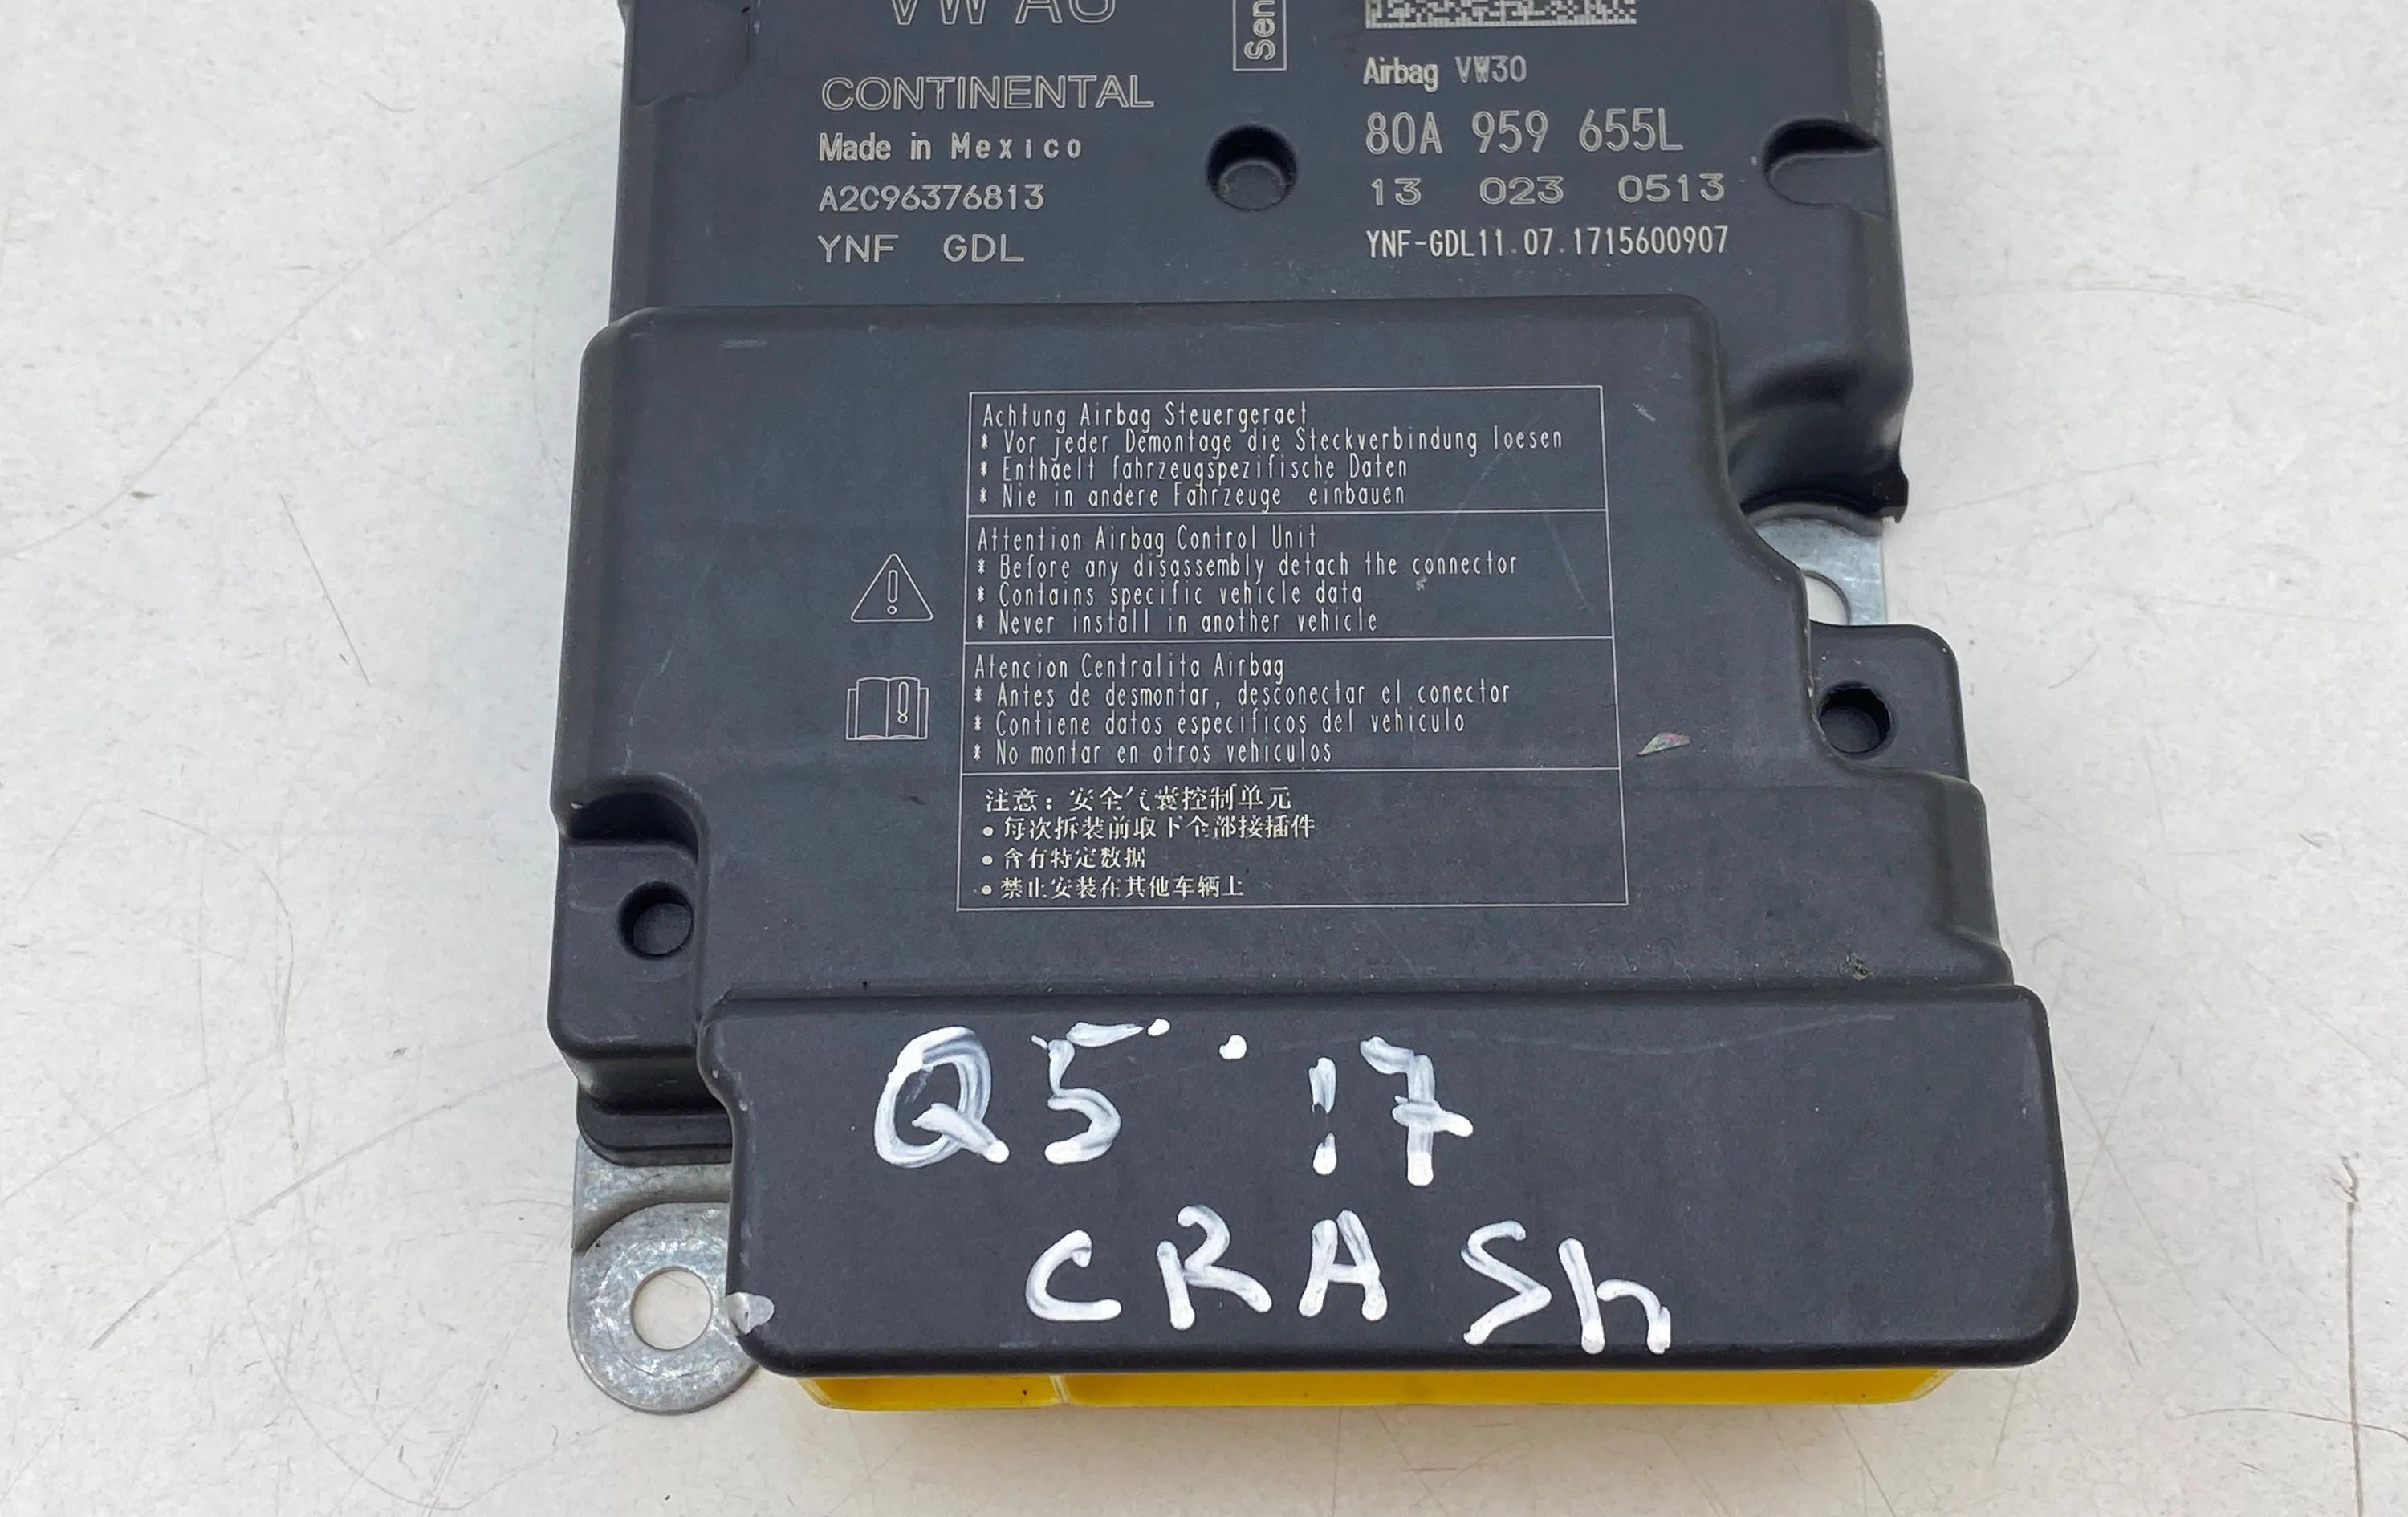 VW AG
CONTINENTAL
Made in Mexico
A2C96376813
YNF GDL
Airbag VW30
80A 959 655L
13 023 0513
YNF-GDL11.07.1715600907
Achtung Airbag Steuergeraet
* Vor jeder Demontage die Steckverbindung loesen
* Enthaelt fahrzeugspezifische Daten
* Nie in andere Fahrzeuge einbauen
Attention Airbag Control Unit
* Before any disassembly detach the connector
* Contains specific vehicle data
* Never install in another vehicle
Atencion Centralita Airbag
* Antes de desmontar, desconectar el conector
* Contiene datos especificos del vehiculo
* No montar en otros vehiculos
注意：安全气囊控制单元
• 每次拆装前取下全部接插件
• 含有特定数据
• 禁止安装在其他车辆上
Q5 17
CRASh